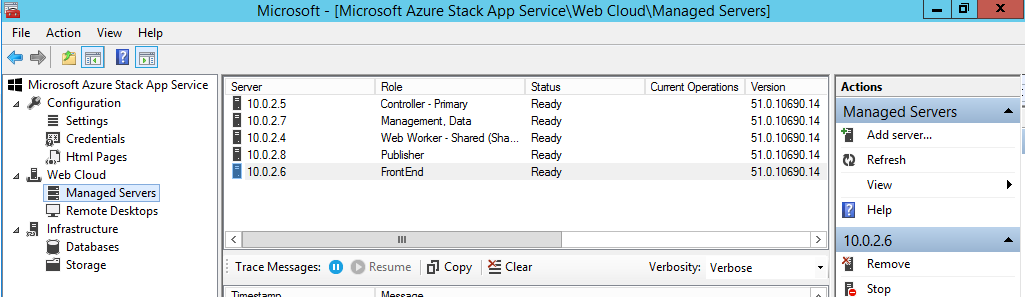 Microsoft - [Microsoft Azure Stack App Service\Web Cloud\Managed Servers]
File Action View Help
Microsoft Azure Stack App Service
Configuration
Settings
Credentials
Html Pages
Web Cloud
Managed Servers
Remote Desktops
Infrastructure
Databases
Storage
Server Role Status Current Operations Version
10.0.2.5 Controller - Primary Ready 51.0.10690.14
10.0.2.7 Management, Data Ready 51.0.10690.14
10.0.2.4 Web Worker - Shared (Sha... Ready 51.0.10690.14
10.0.2.8 Publisher Ready 51.0.10690.14
10.0.2.6 FrontEnd Ready 51.0.10690.14
Trace Messages: Resume Copy Clear Verbosity: Verbose
Timestamp Message
Actions
Managed Servers
Add server...
Refresh
View
Help
10.0.2.6
Remove
Stop